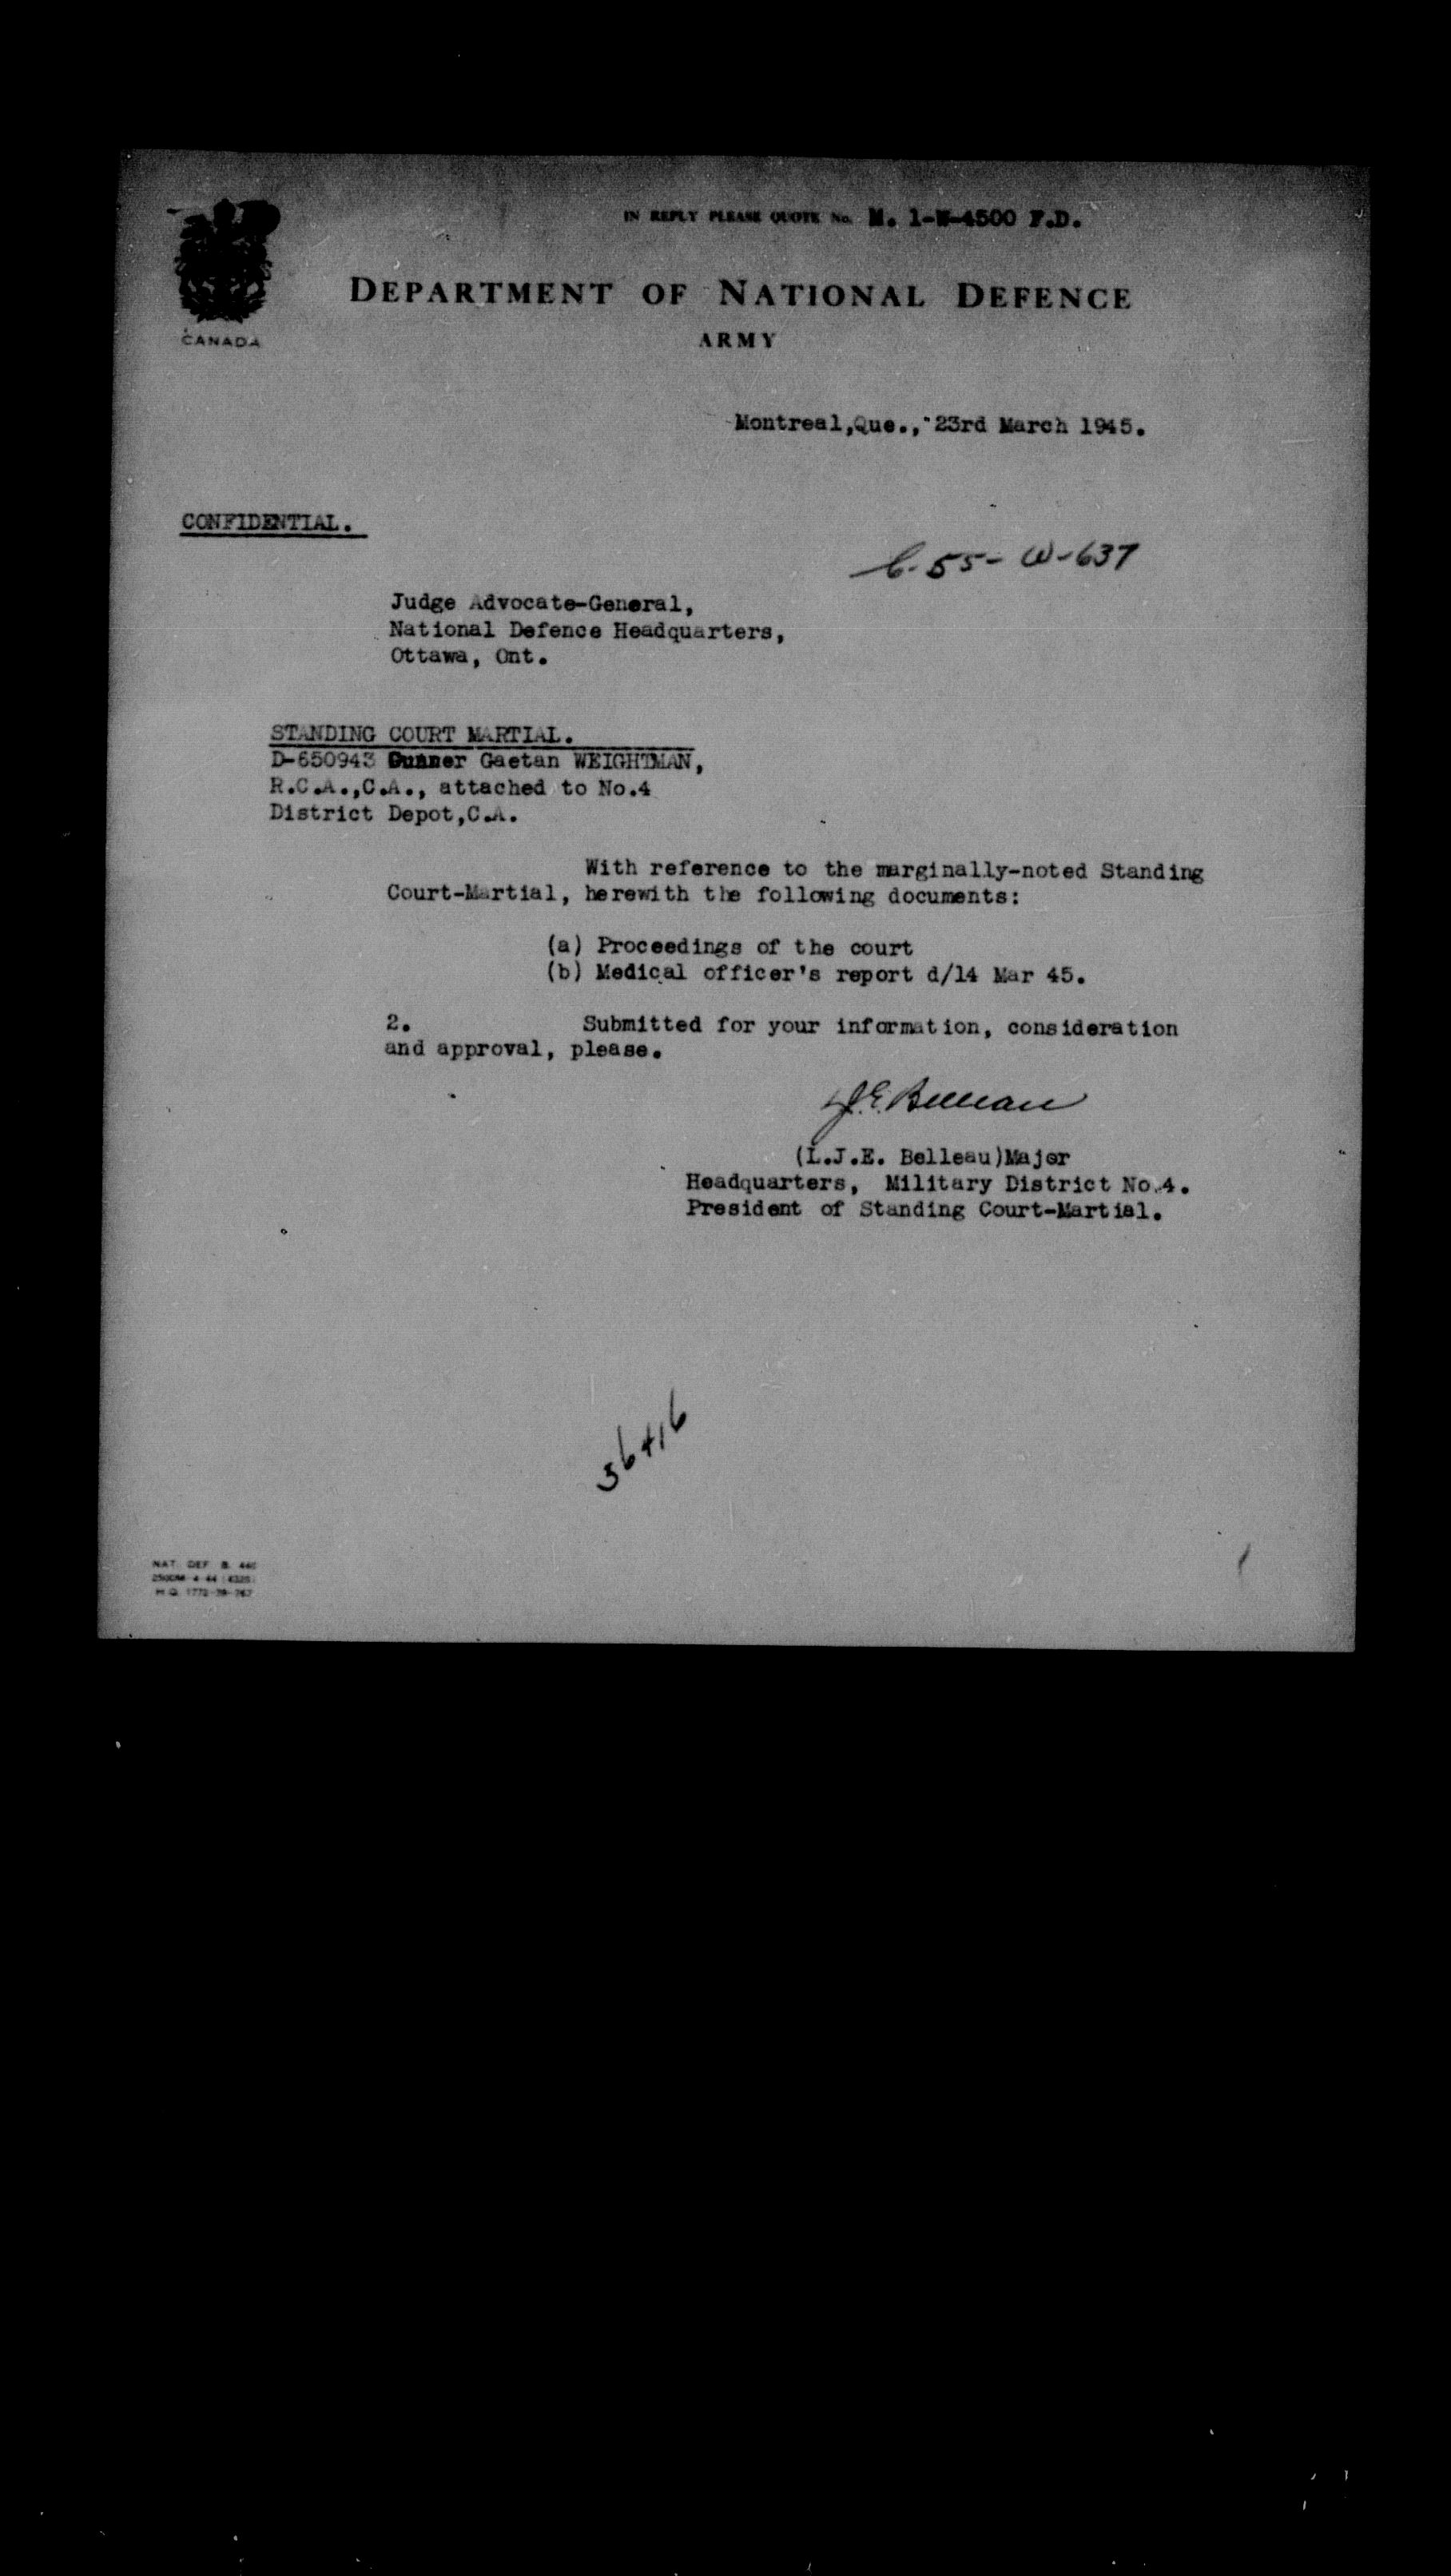 IN REPLY PLEASE QUOTE No. M. 1-W-4500 F.D.
DEPARTMENT OF NATIONAL DEFENCE
CANADA
ARMY
Montreal,Que., 23rd March 1945.
CONFIDENTIAL.
55-W-637
Judge Advocate-General,
National Defence Headquarters,
Ottawa, Ont.
STANDING COURT MARTIAL.
D-650943 Gunner Gaetan WEIGHTMAN,
R.C.A.,C.A., attached to No.4
District Depot,C.A.
With reference to the marginally-noted Standing
Court-Martial, herewith the following documents:
(a) Proceedings of the court
(b) Medical officer's report d/14 Mar 45.
2. Submitted for your information, consideration
and approval, please.
(L.J.E. Belleau)Major
Headquarters, Military District No.4.
President of Standing Court-Martial.
NAT. DEF. B. 440